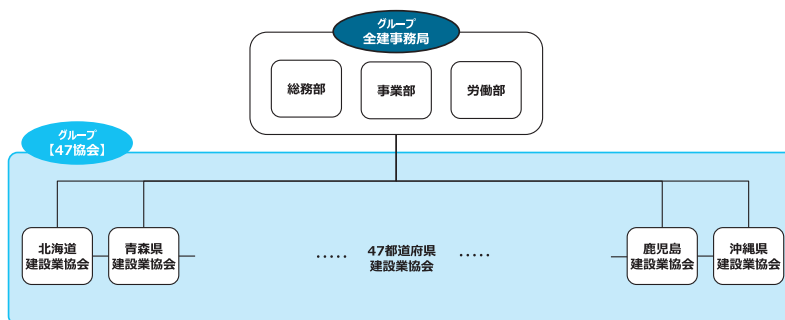 グループ
全建事務局
総務部
事業部
労働部
グループ
【47協会】
北海道
建設業協会
青森県
建設業協会
‥‥‥
47都道府県
建設業協会
‥‥‥
鹿児島
建設業協会
沖縄県
建設業協会